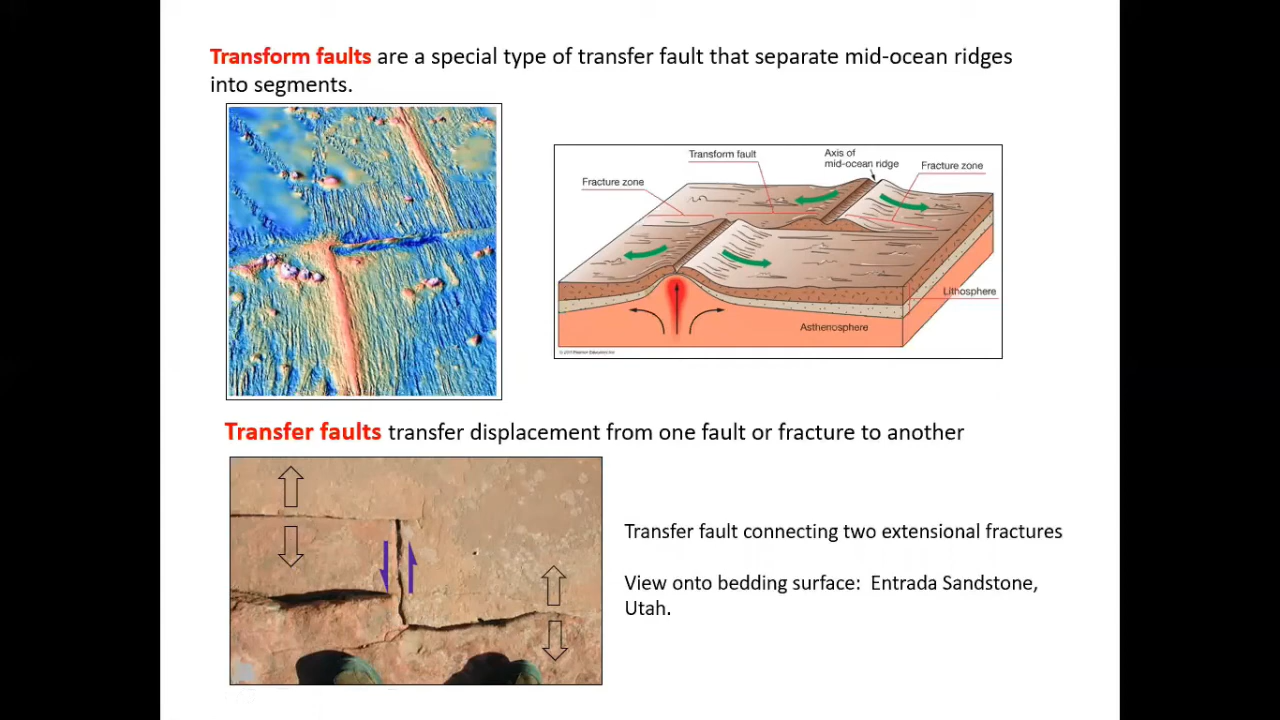 Transform faults are a special type of transfer fault that separate mid-ocean ridges
into segments.
Transform fault
Axis of
mid-ocean ridge
Fracture zone
Fracture zone
Lithosphere
Asthenosphere
Transfer faults transfer displacement from one fault or fracture to another
Transfer fault connecting two extensional fractures
View onto bedding surface: Entrada Sandstone,
Utah.